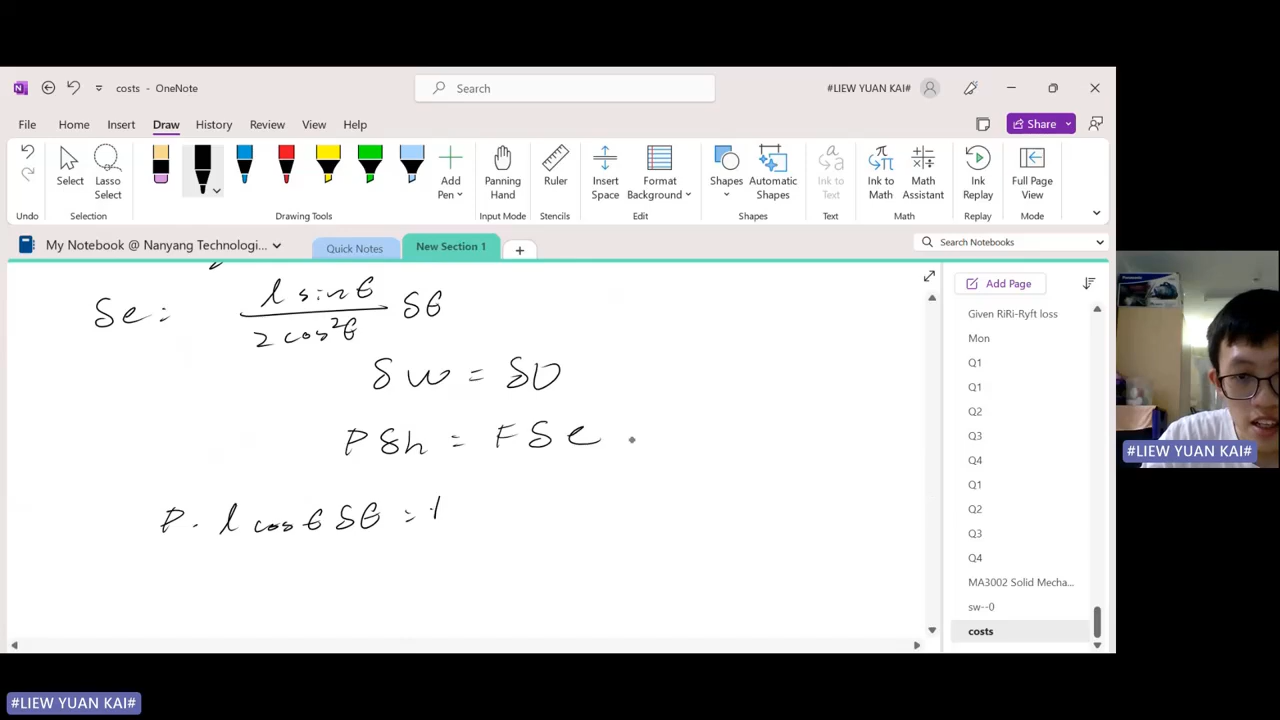 costs - OneNote
Search
#LIEW YUAN KAI#
File Home Insert Draw History Review View Help
Share
Undo
Select
Lasso Select
Selection
Drawing Tools
Add Pen
Panning Hand
Input Mode
Ruler
Stencils
Insert Space
Format Background
Edit
Shapes
Automatic Shapes
Shapes
Ink to Text
Text
Ink to Math
Math Assistant
Math
Ink Replay
Replay
Full Page View
Mode
My Notebook @ Nanyang Technologi...
Quick Notes
New Section 1
Search Notebooks
δe = l sinθ / 2 cos²θ δθ
δw = δU
P δh = F δe
P. l cosθ δθ =
Add Page
Given RiRi-Ryft loss
Mon
Q1
Q1
Q2
Q3
Q4
Q1
Q2
Q3
Q4
MA3002 Solid Mecha...
sw--0
costs
#LIEW YUAN KAI#
#LIEW YUAN KAI#